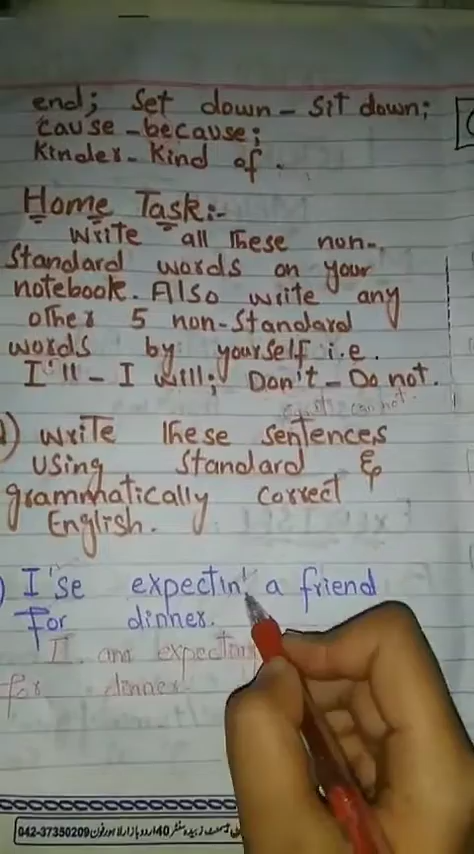 end; Set down - Sit down;
Cause - because;
Kinder - Kind of.
Home Task:-
Write all these non-
Standard words on your
notebook. Also write any
other 5 non-Standard
words by yourself i.e.
I'll - I will; Don't - Do not.
can not.
) Write these sentences
using Standard &
grammatically correct
English.
) I'se expectin' a friend
for dinner.
I am expecting
for dinner
042-37350209